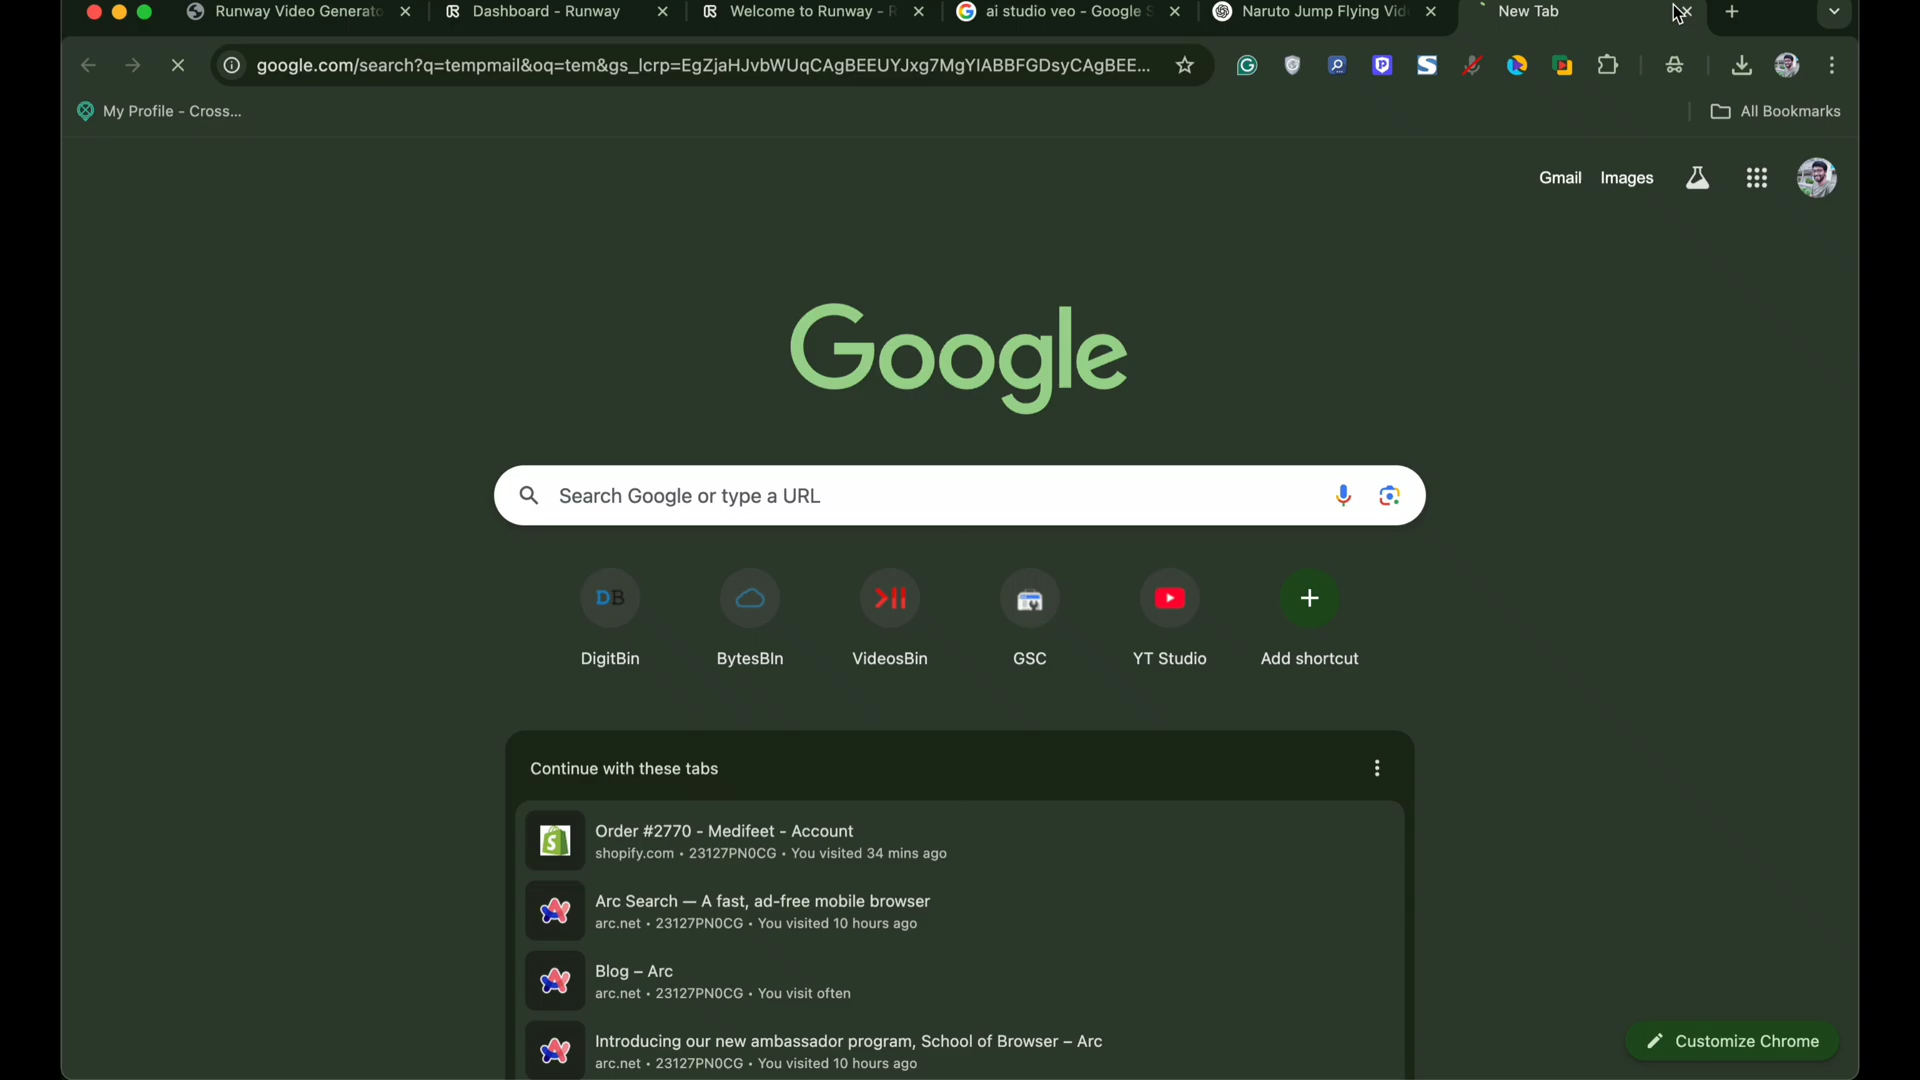 Runway Video Generato
Dashboard - Runway
Welcome to Runway - R
ai studio veo - Google S
Naruto Jump Flying Vid
New Tab
google.com/search?q=tempmail&oq=tem&gs_lcrp=EgZjaHJvbWUqCAgBEEUYJxg7MgYIABBFGDsyCAgBEE...
My Profile - Cross...
All Bookmarks
Gmail
Images
Google
Search Google or type a URL
DB
DigitBin
BytesBIn
VideosBin
GSC
YT Studio
Add shortcut
Continue with these tabs
Order #2770 - Medifeet - Account
shopify.com • 23127PN0CG • You visited 34 mins ago
Arc Search — A fast, ad-free mobile browser
arc.net • 23127PN0CG • You visited 10 hours ago
Blog – Arc
arc.net • 23127PN0CG • You visit often
Introducing our new ambassador program, School of Browser – Arc
arc.net • 23127PN0CG • You visited 10 hours ago
Customize Chrome